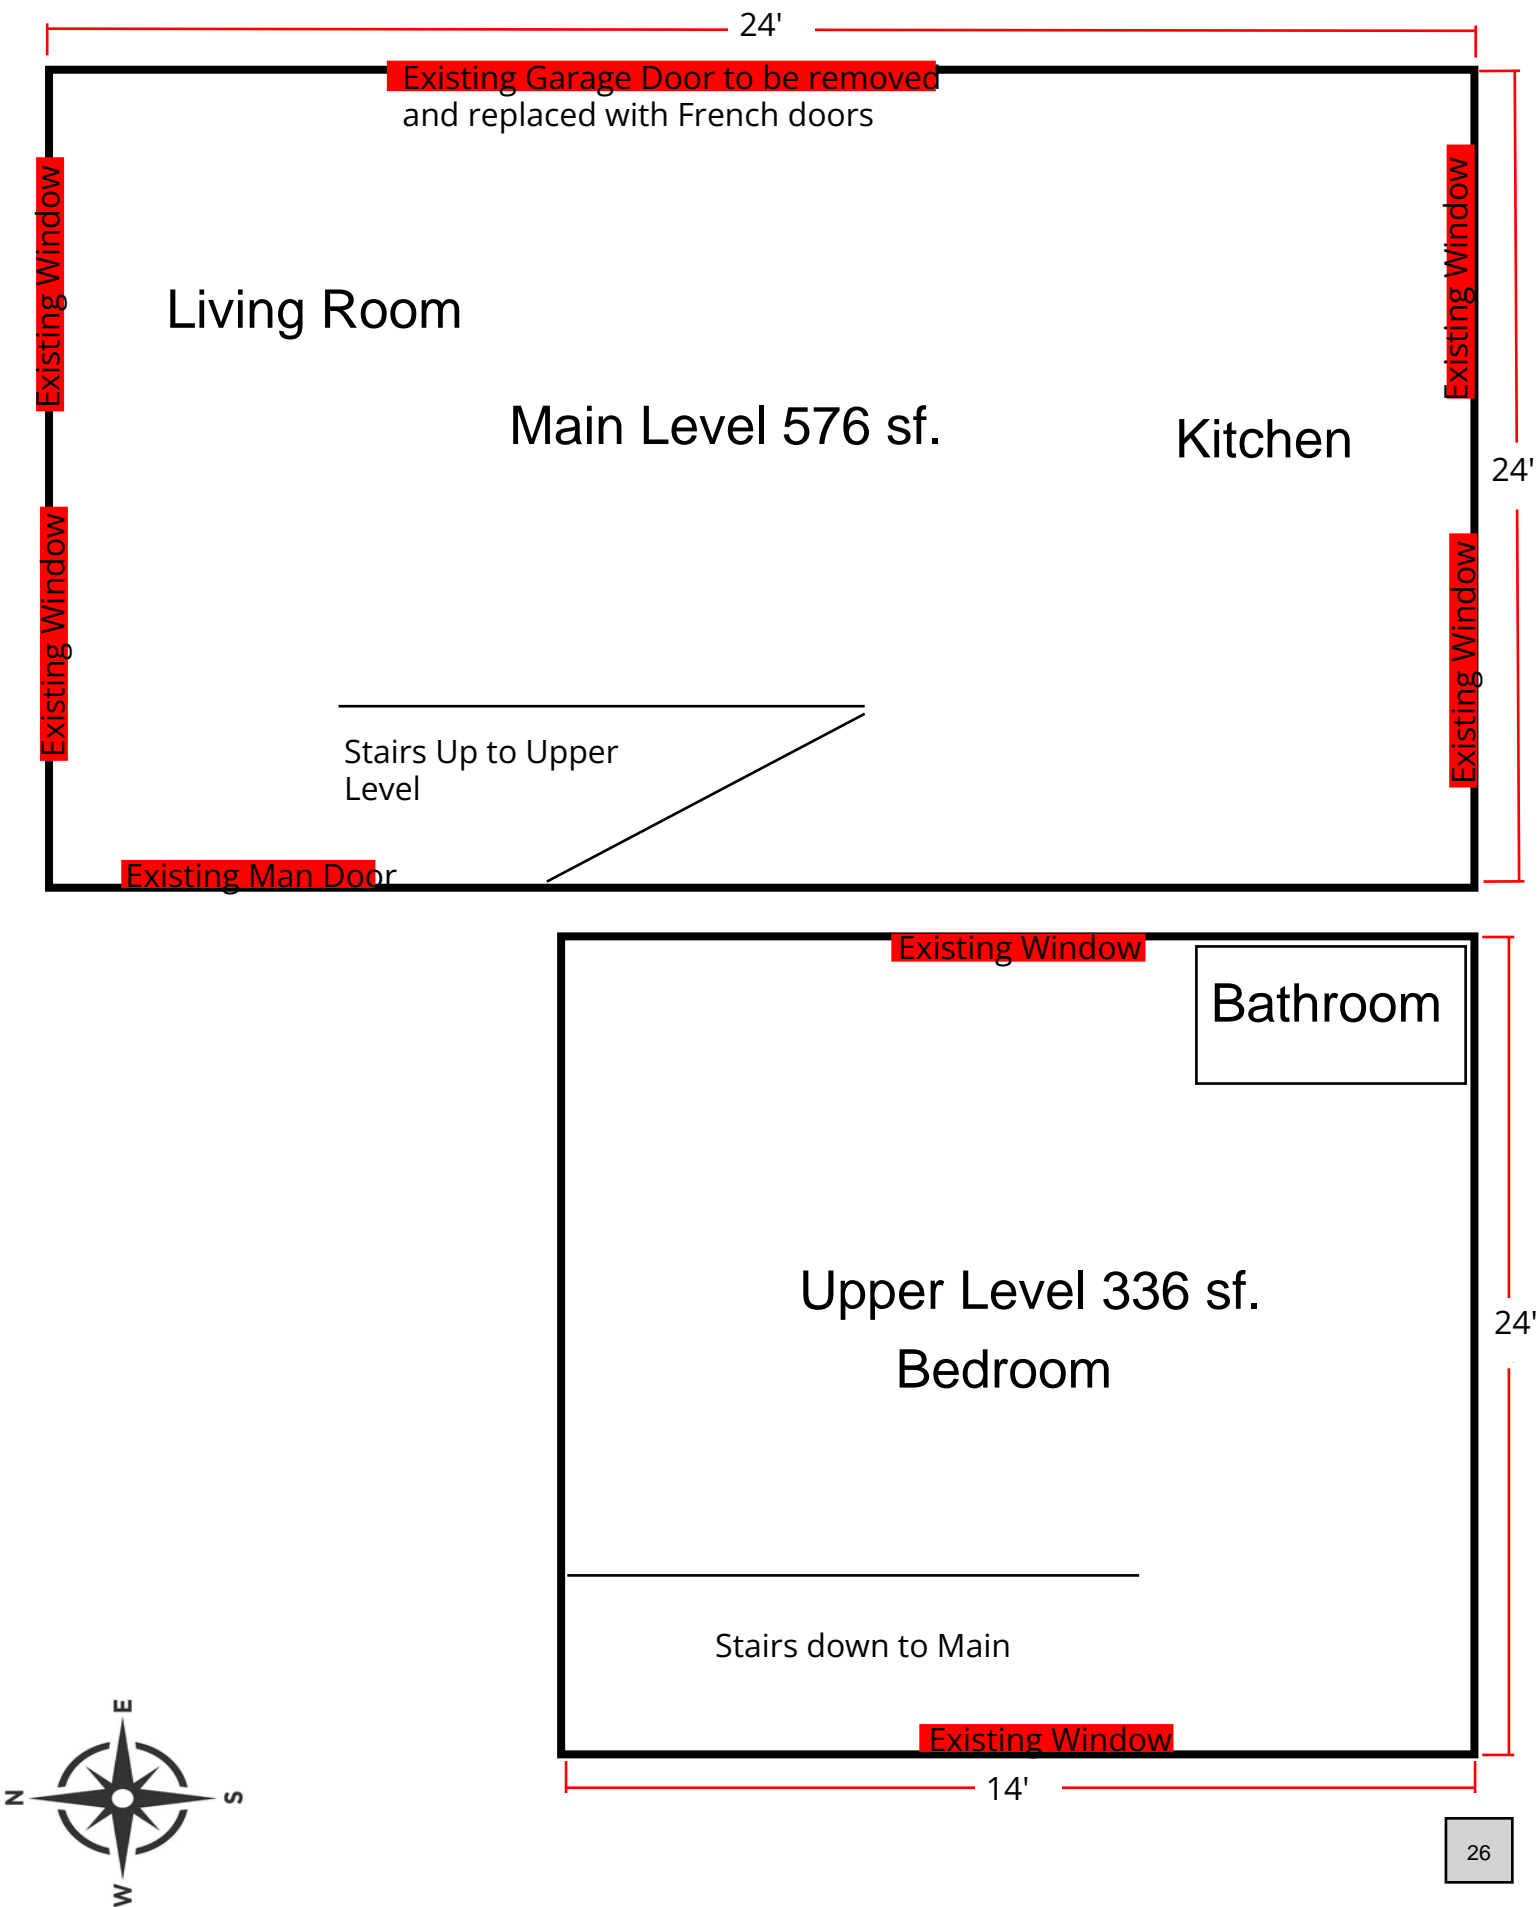 24'
Existing Garage Door to be removed
and replaced with French doors
Existing Window
Existing Window
Living Room
Main Level 576 sf.
Kitchen
24'
Existing Window
Existing Window
Stairs Up to Upper
Level
Existing Man Door
Existing Window
Bathroom
Upper Level 336 sf.
24'
Bedroom
Stairs down to Main
Existing Window
14'
E
N
S
W
26